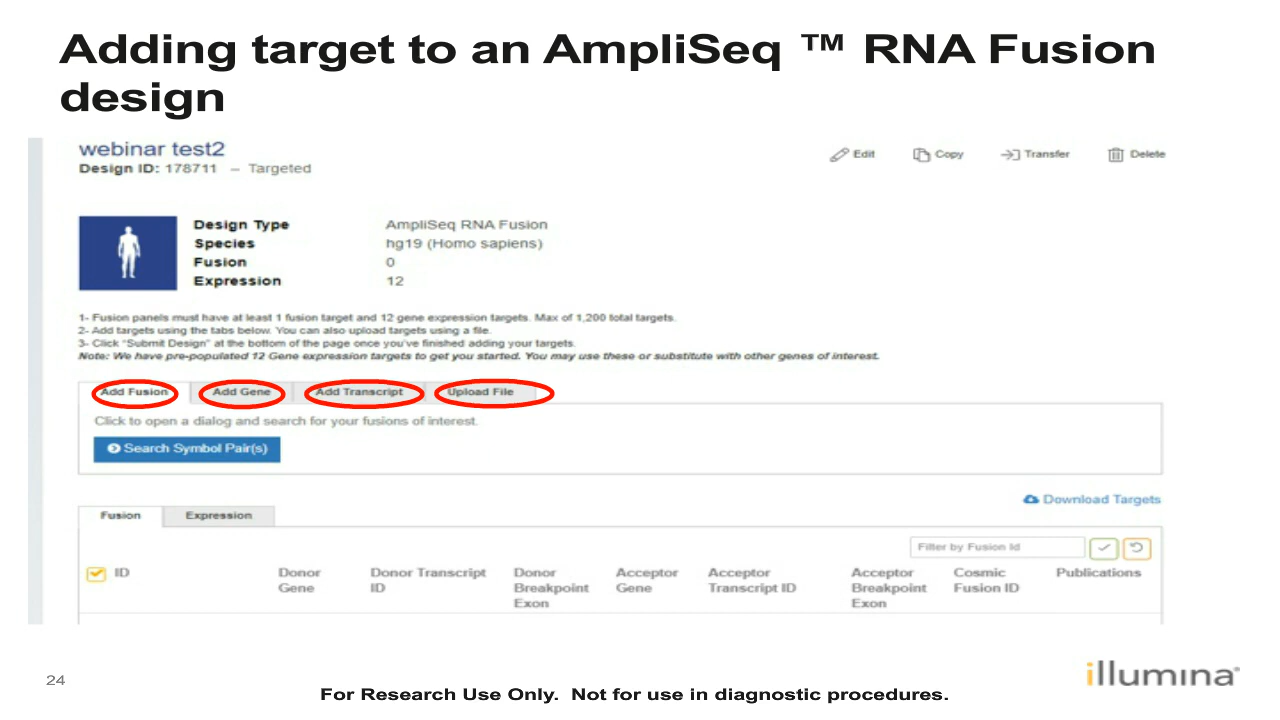 Adding target to an AmpliSeq ™ RNA Fusion
design
webinar test2
Design ID: 178711 – Targeted
Edit
Copy
Transfer
Delete
Design Type AmpliSeq RNA Fusion
Species hg19 (Homo sapiens)
Fusion 0
Expression 12
1- Fusion panels must have at least 1 fusion target and 12 gene expression targets. Max of 1,200 total targets.
2- Add targets using the tabs below. You can also upload targets using a file.
3- Click "Submit Design" at the bottom of the page once you've finished adding your targets.
Note: We have pre-populated 12 Gene expression targets to get you started. You may use these or substitute with other genes of interest.
Add Fusion Add Gene Add Transcript Upload File
Click to open a dialog and search for your fusions of interest.
Search Symbol Pair(s)
Download Targets
Fusion Expression
Filter by Fusion Id
ID Donor Donor Transcript Donor Acceptor Acceptor Acceptor Cosmic Publications
Gene ID Breakpoint Gene Transcript ID Breakpoint Fusion ID
Exon Exon
24
For Research Use Only. Not for use in diagnostic procedures.
illumina®